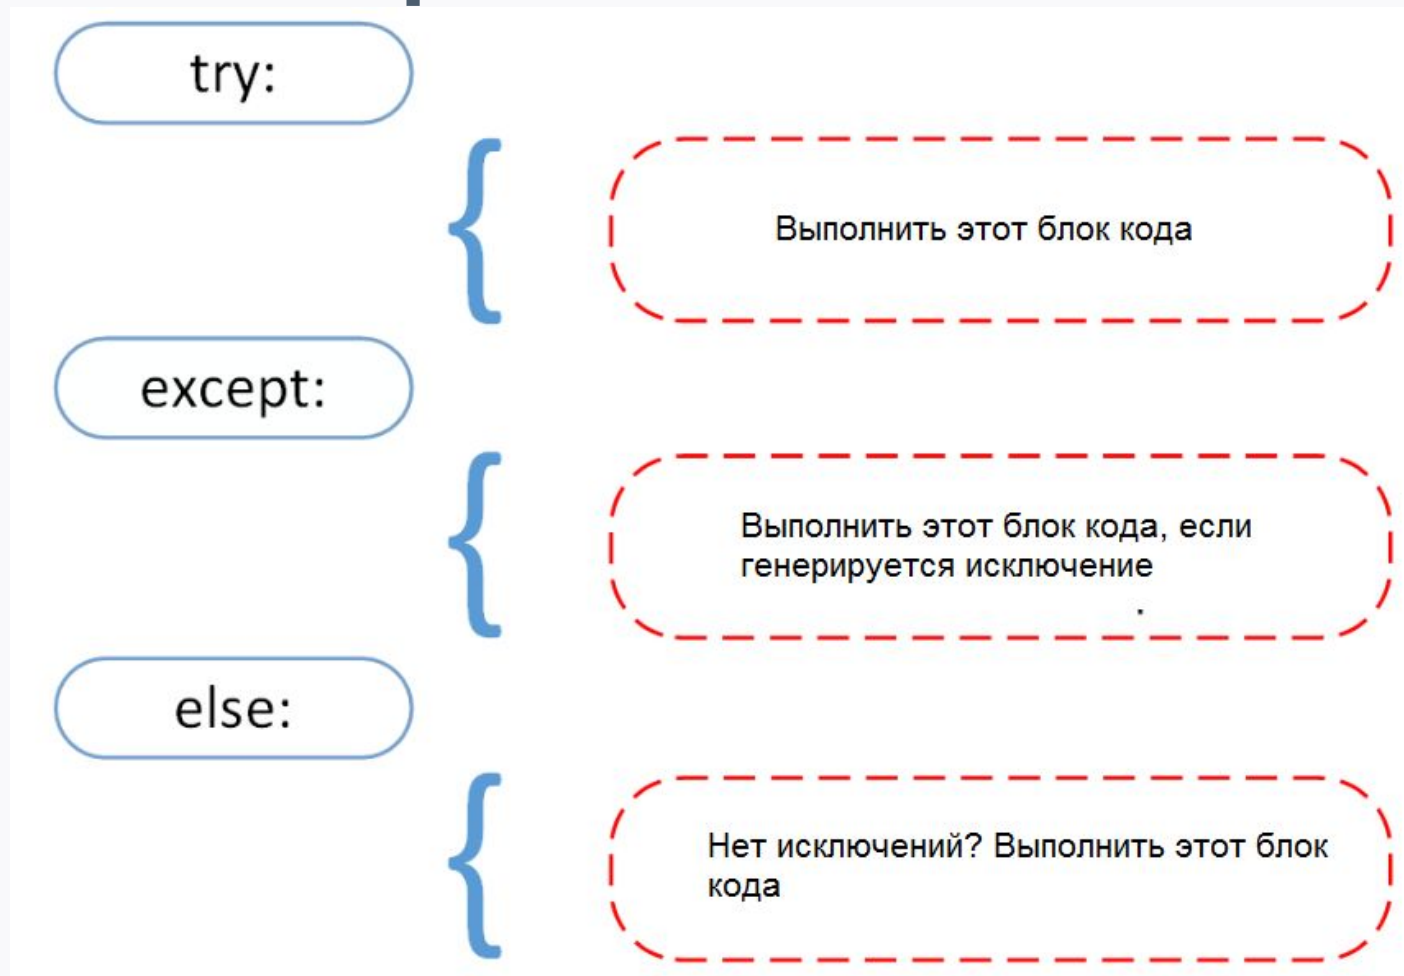 try:
Выполнить этот блок кода
except:
Выполнить этот блок кода, если
генерируется исключение
.
else:
Нет исключений? Выполнить этот блок
кода